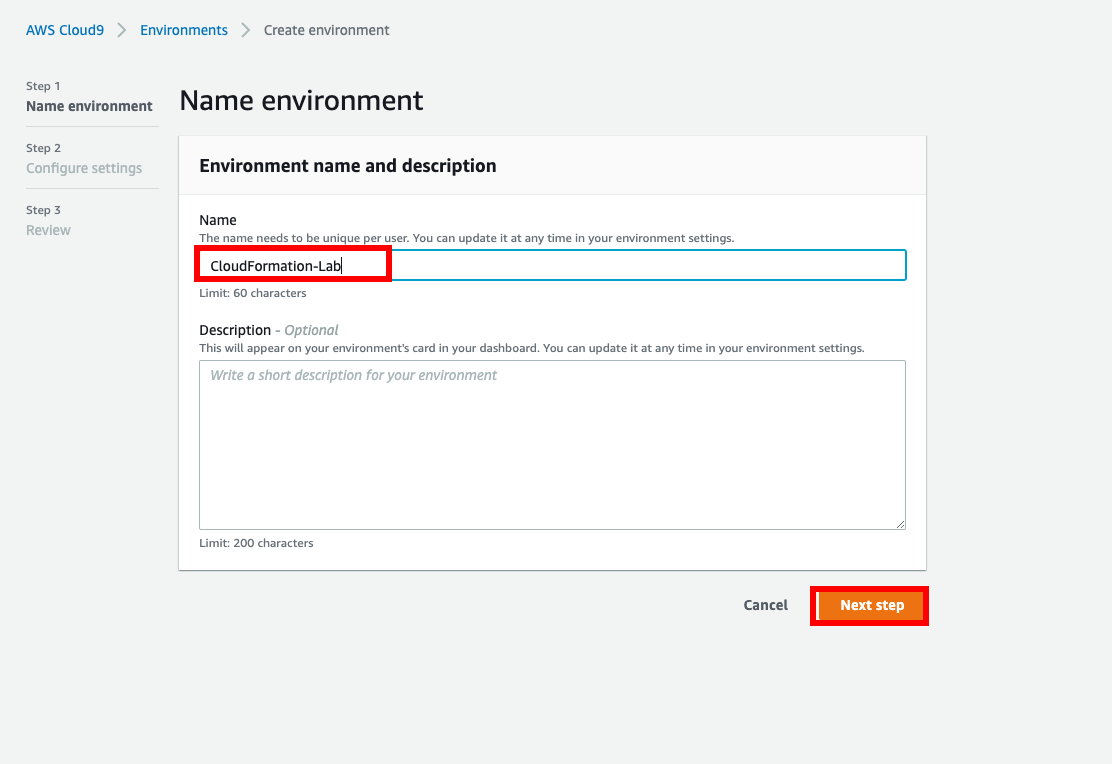 AWS Cloud9 > Environments > Create environment
Step 1
Name environment
Step 2
Configure settings
Step 3
Review
Name environment
Environment name and description
Name
The name needs to be unique per user. You can update it at any time in your environment settings.
CloudFormation-Lab
Limit: 60 characters
Description - Optional
This will appear on your environment's card in your dashboard. You can update it at any time in your environment settings.
Write a short description for your environment
Limit: 200 characters
Cancel Next step